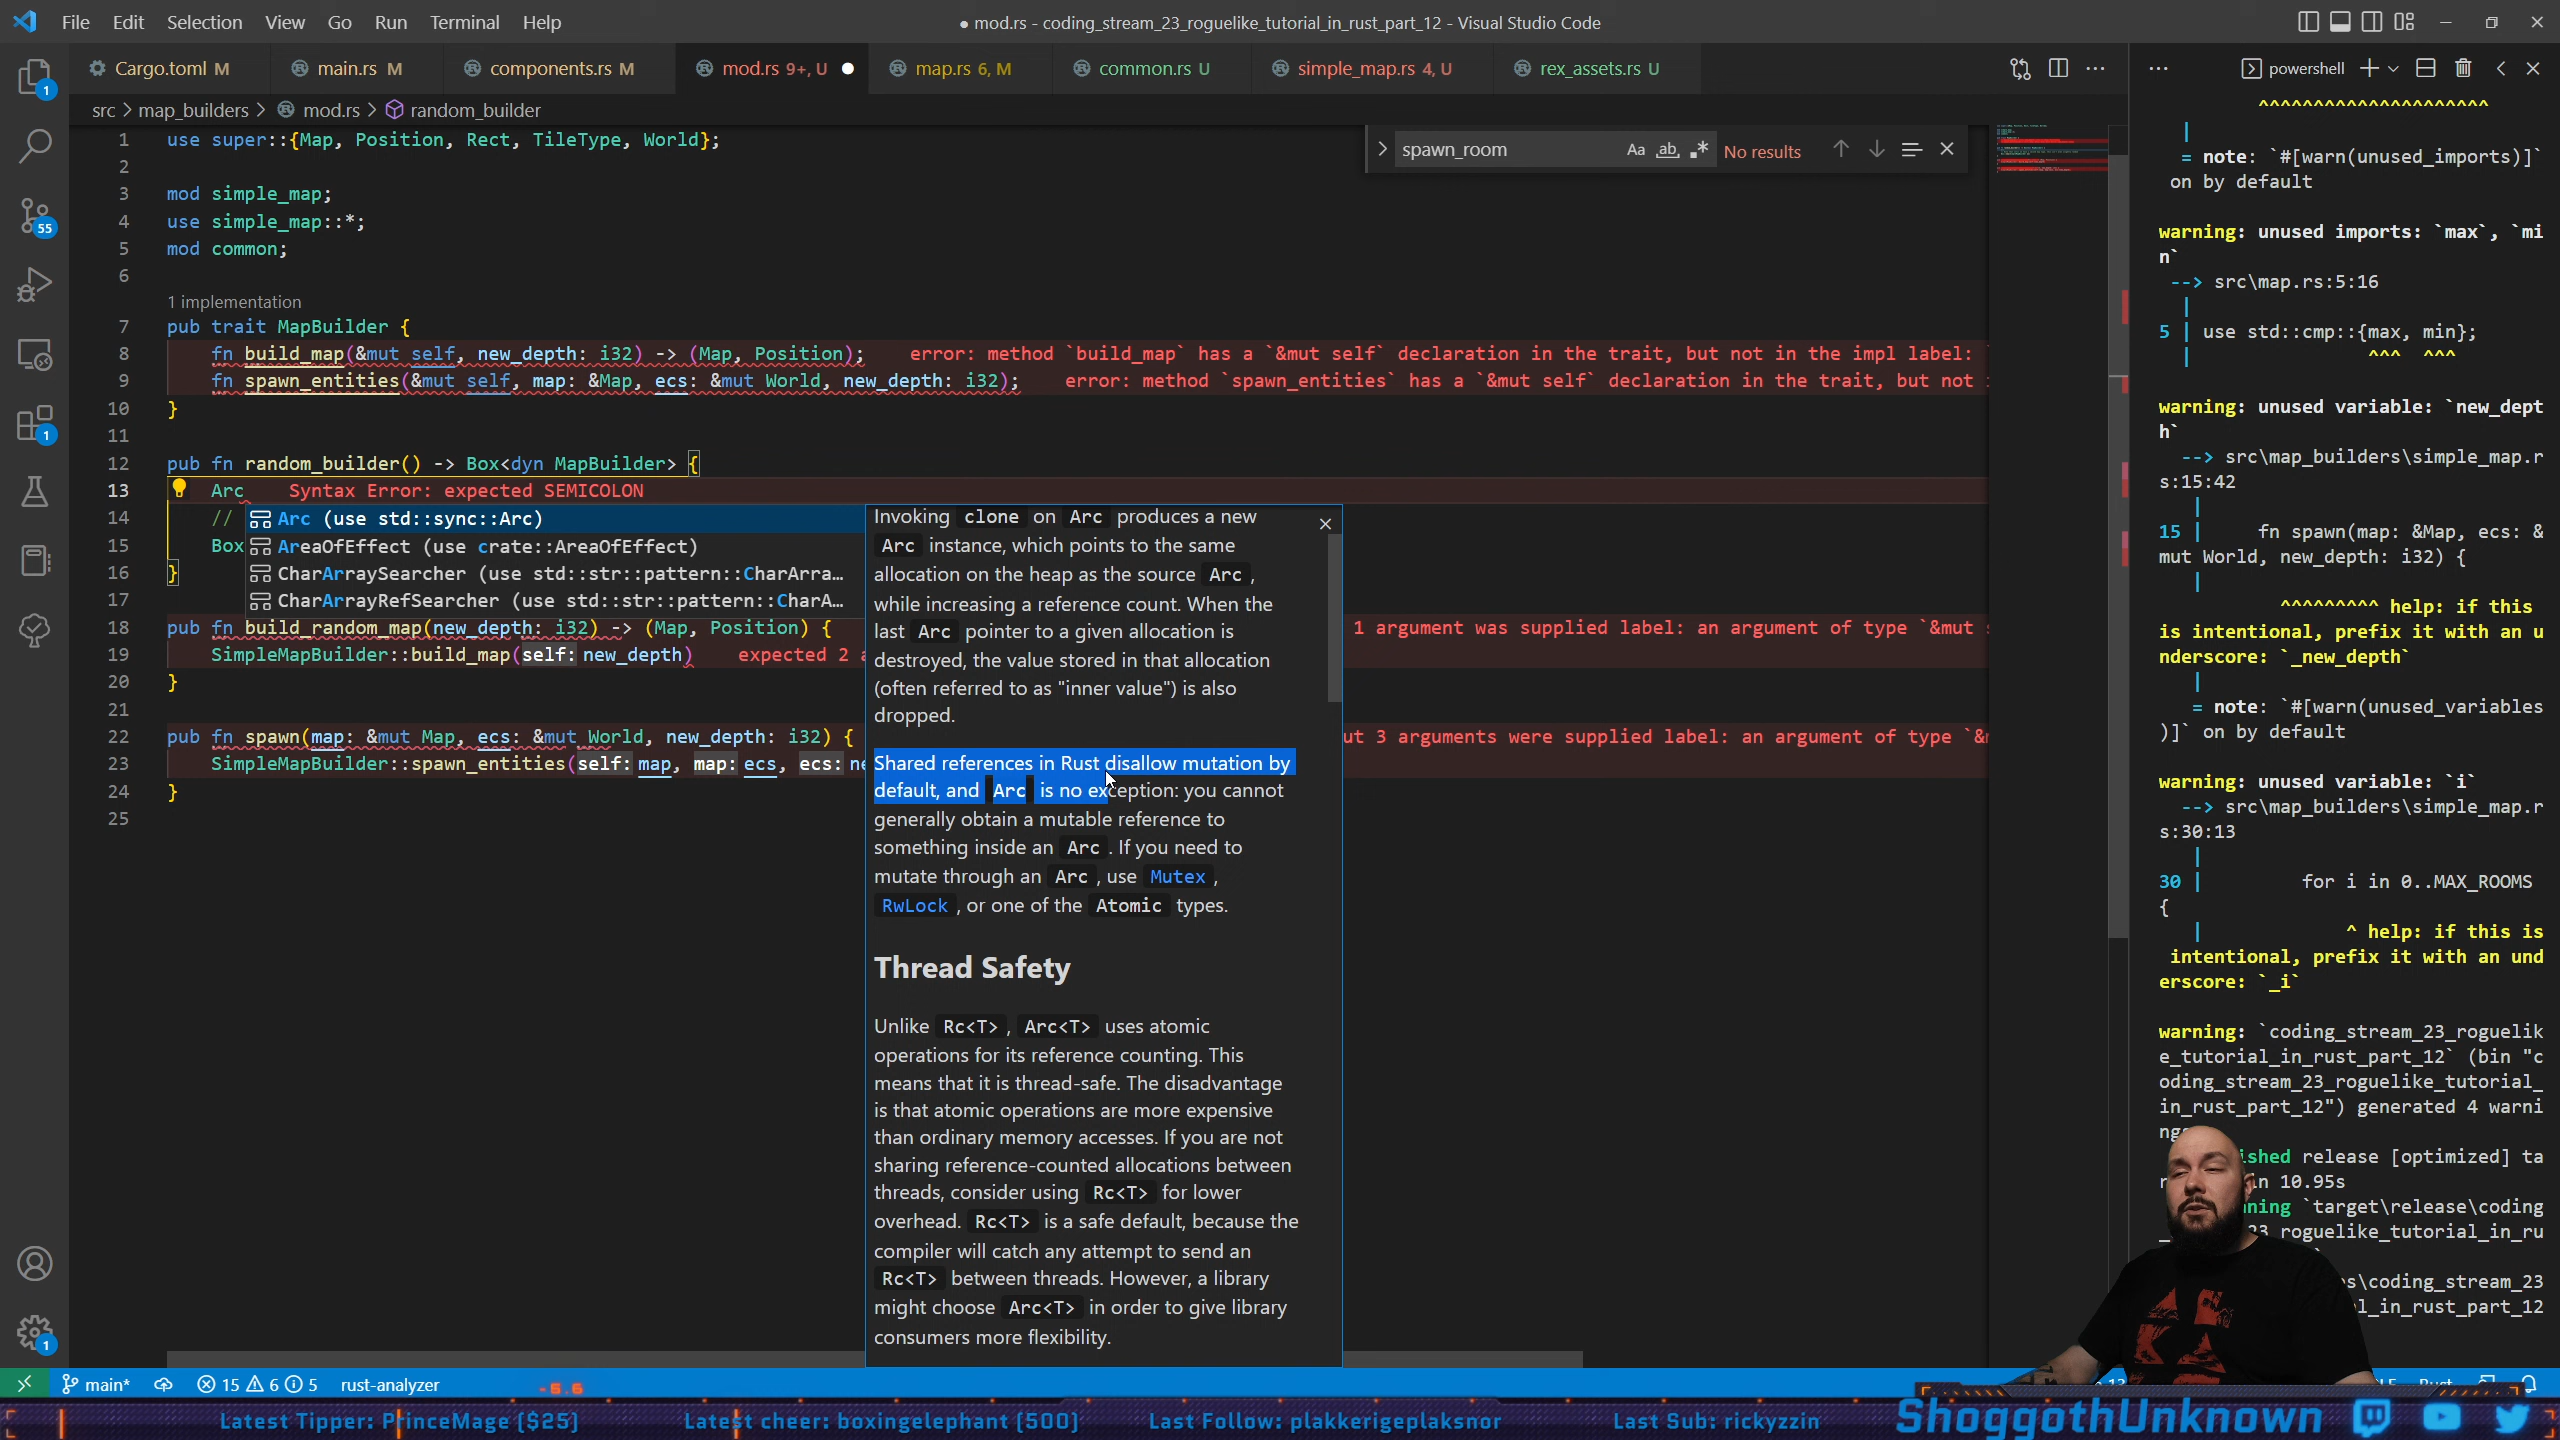 File Edit Selection View Go Run Terminal Help
● mod.rs - coding_stream_23_roguelike_tutorial_in_rust_part_12 - Visual Studio Code
Cargo.toml M
main.rs M
components.rs M
mod.rs 9+, U
map.rs 6, M
common.rs U
simple_map.rs 4, U
rex_assets.rs U
src > map_builders > mod.rs > random_builder
spawn_room
Aa ab, .* No results
1 use super::{Map, Position, Rect, TileType, World};
2
3 mod simple_map;
4 use simple_map::*;
5 mod common;
6
1 implementation
7 pub trait MapBuilder {
8 fn build_map(&mut self, new_depth: i32) -> (Map, Position); error: method `build_map` has a `&mut self` declaration in the trait, but not in the impl label:
9 fn spawn_entities(&mut self, map: &Map, ecs: &mut World, new_depth: i32); error: method `spawn_entities` has a `&mut self` declaration in the trait, but not
10 }
11
12 pub fn random_builder() -> Box<dyn MapBuilder> {
13 Arc Syntax Error: expected SEMICOLON
14 //
15 Box
16 }
17
Arc (use std::sync::Arc)
AreaOfEffect (use crate::AreaOfEffect)
CharArraySearcher (use std::str::pattern::CharArra…
CharArrayRefSearcher (use std::str::pattern::CharA…
18 pub fn build_random_map(new_depth: i32) -> (Map, Position) { 1 argument was supplied label: an argument of type `&mut
19 SimpleMapBuilder::build_map(self: new_depth) expected 2
20 }
21
22 pub fn spawn(map: &mut Map, ecs: &mut World, new_depth: i32) { ut 3 arguments were supplied label: an argument of type
23 SimpleMapBuilder::spawn_entities(self: map, map: ecs, ecs: ne
24 }
25
Invoking clone on Arc produces a new
Arc instance, which points to the same
allocation on the heap as the source Arc ,
while increasing a reference count. When the
last Arc pointer to a given allocation is
destroyed, the value stored in that allocation
(often referred to as "inner value") is also
dropped.
Shared references in Rust disallow mutation by
default, and Arc is no exception: you cannot
generally obtain a mutable reference to
something inside an Arc . If you need to
mutate through an Arc , use Mutex ,
RwLock , or one of the Atomic types.
Thread Safety
Unlike Rc<T> , Arc<T> uses atomic
operations for its reference counting. This
means that it is thread-safe. The disadvantage
is that atomic operations are more expensive
than ordinary memory accesses. If you are not
sharing reference-counted allocations between
threads, consider using Rc<T> for lower
overhead. Rc<T> is a safe default, because the
compiler will catch any attempt to send an
Rc<T> between threads. However, a library
might choose Arc<T> in order to give library
consumers more flexibility.
powershell
^^^^^^^^^^^^^^^^^^^^^
|
= note: `#[warn(unused_imports)]`
on by default
warning: unused imports: `max`, `mi
n`
--> src\map.rs:5:16
|
5 | use std::cmp::{max, min};
| ^^^ ^^^
warning: unused variable: `new_dept
h`
--> src\map_builders\simple_map.r
s:15:42
|
15 | fn spawn(map: &Map, ecs: &
mut World, new_depth: i32) {
|
^^^^^^^^^ help: if this
is intentional, prefix it with an u
nderscore: `_new_depth`
|
= note: `#[warn(unused_variables
)]` on by default
warning: unused variable: `i`
--> src\map_builders\simple_map.r
s:30:13
|
30 | for i in 0..MAX_ROOMS
{
| ^ help: if this is
intentional, prefix it with an und
erscore: `_i`
warning: `coding_stream_23_roguelik
e_tutorial_in_rust_part_12` (bin "c
oding_stream_23_roguelike_tutorial_
in_rust_part_12") generated 4 warni
ished release [optimized] ta
in 10.95s
ning `target\release\coding
23_roguelike_tutorial_in_ru
s\coding_stream_23
l_in_rust_part_12
1
55
1
1
main* 15 6 5 rust-analyzer
-6.6
Latest Tipper: PrinceMage ($25)
Latest cheer: boxingelephant (500)
Last Follow: plakkerigeplaksnor
Last Sub: rickyzzin
ShoggothUnknown